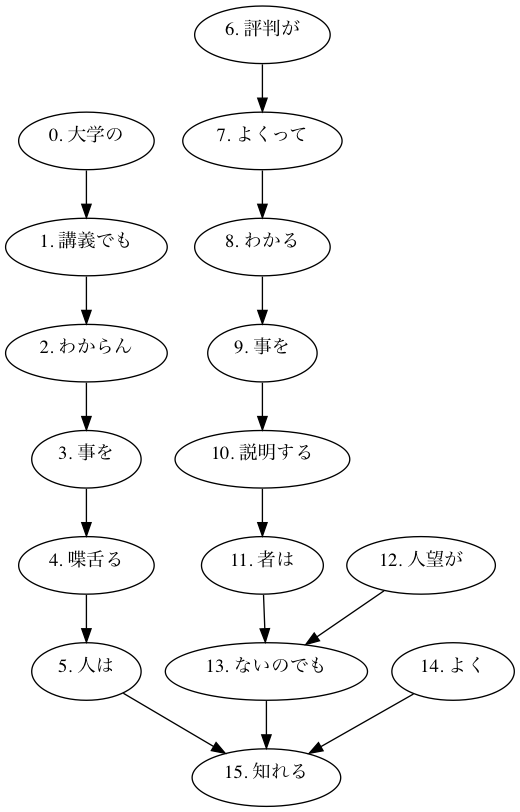 6. 評判が
0. 大学の
7. よくって
1. 講義でも
8. わかる
2. わからん
9. 事を
3. 事を
10. 説明する
4. 喋舌る
11. 者は
12. 人望が
5. 人は
13. ないのでも
14. よく
15. 知れる